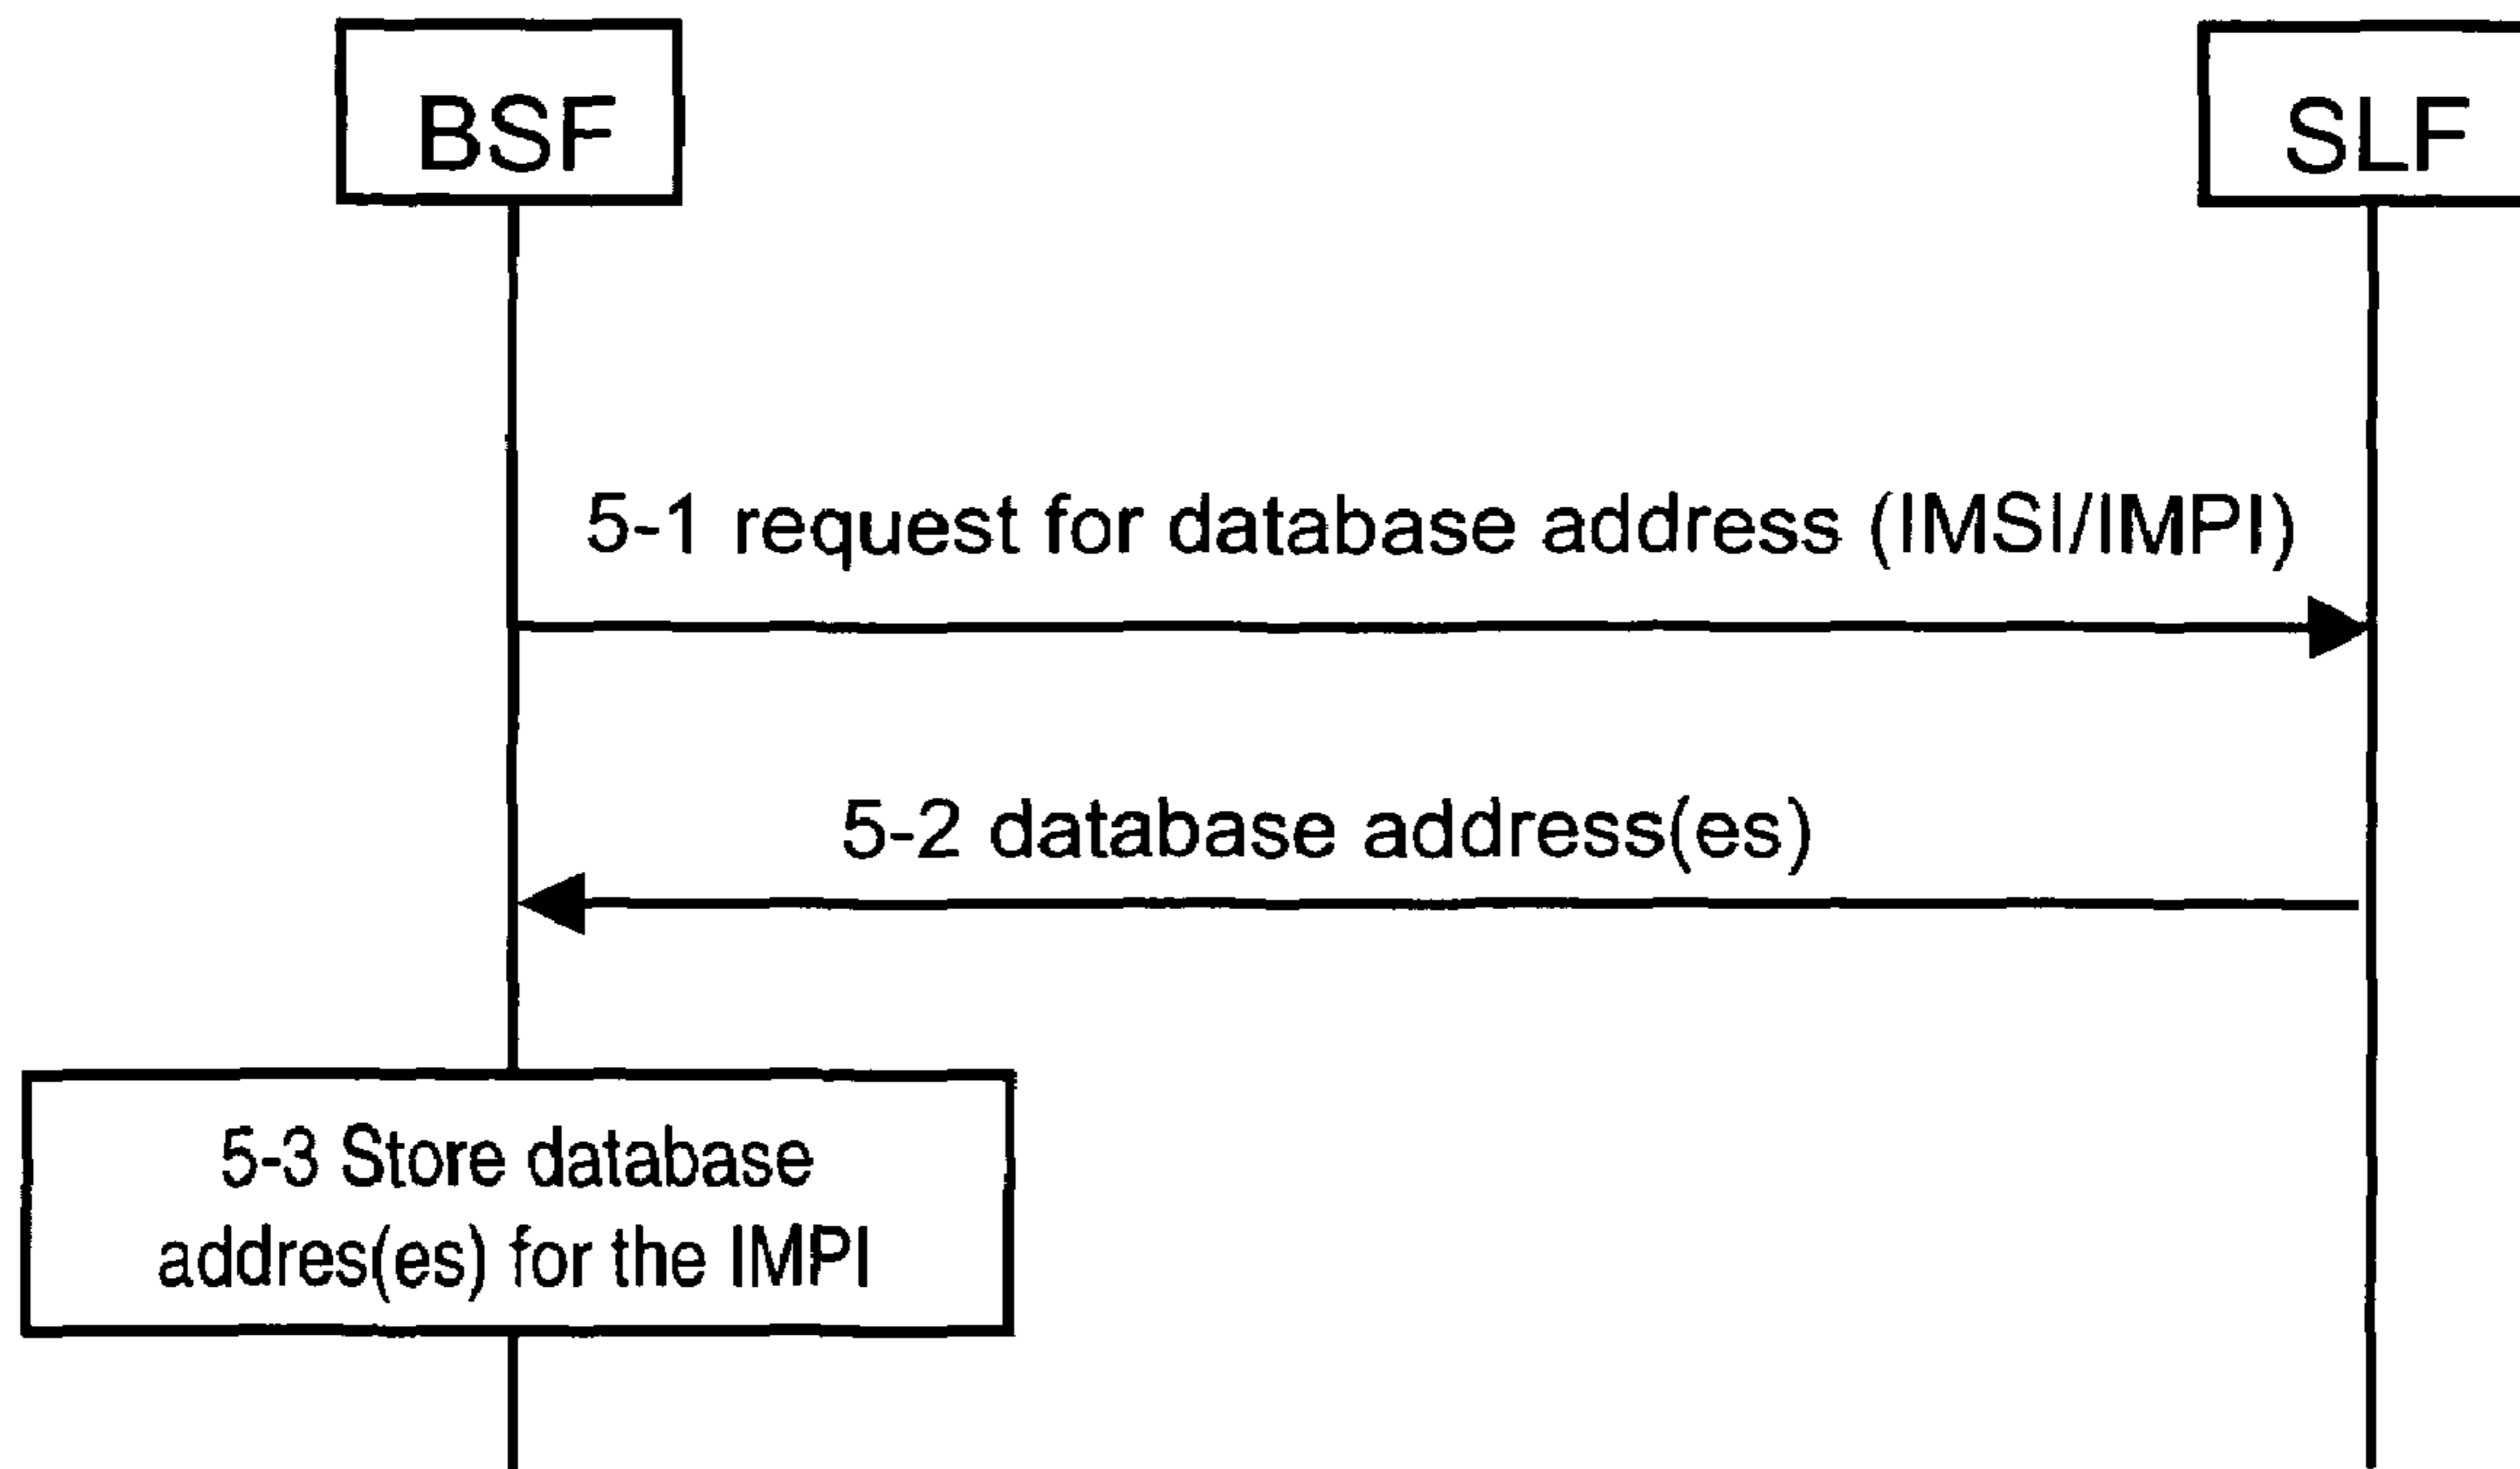 BSF
SLF
5-1 request for database address (IMSI/IMPI)
5-2 database address(es)
5-3 Store database
addres(es) for the IMPI